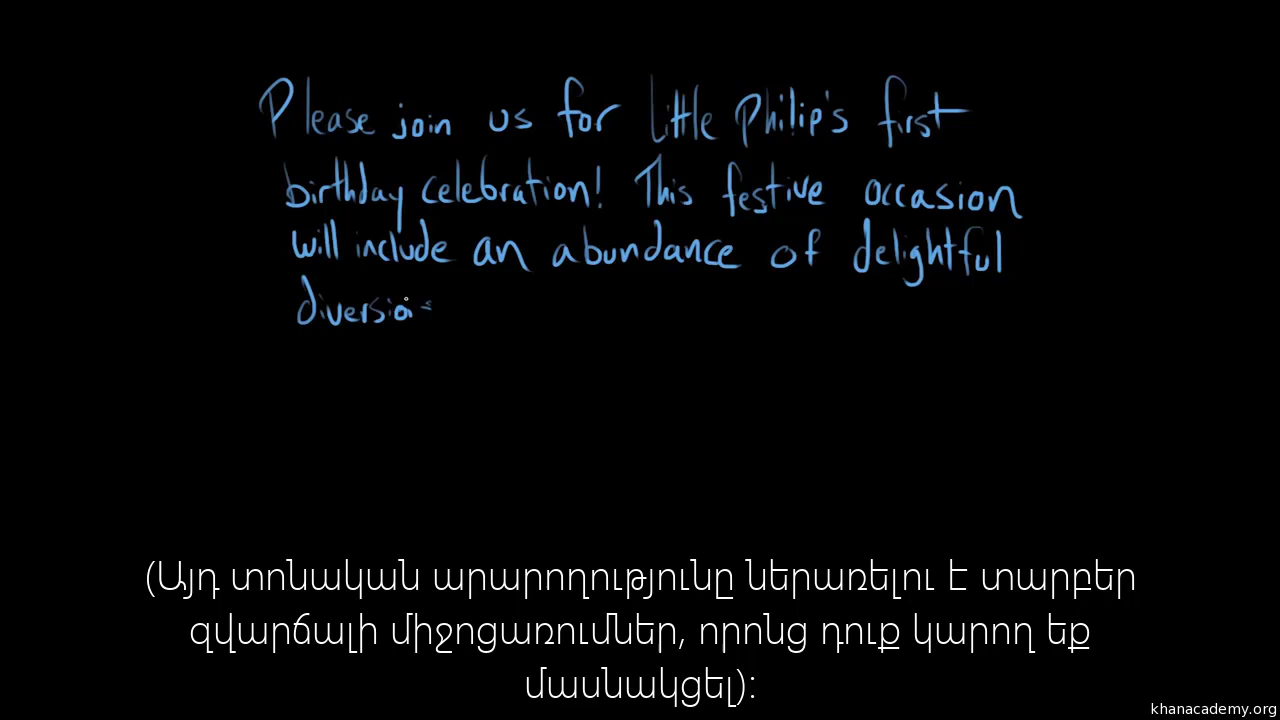 Please join us for little Philip's first
birthday celebration! This festive occasion
will include an abundance of delightful
(Այդ տոնական արարողությունը ներառելու է տարբեր
զվարճալի միջոցառումներ, որոնց դուք կարող եք
մասնակցել):
khanacademy.org